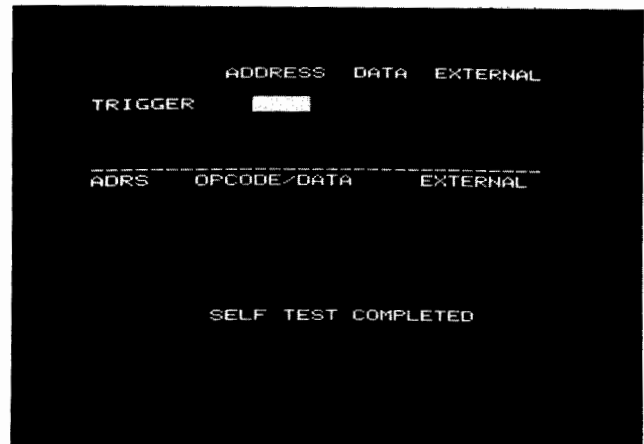 ADDRESS DATA EXTERNAL
TRIGGER
ADRS OPCODE/DATA EXTERNAL
SELF TEST COMPLETED